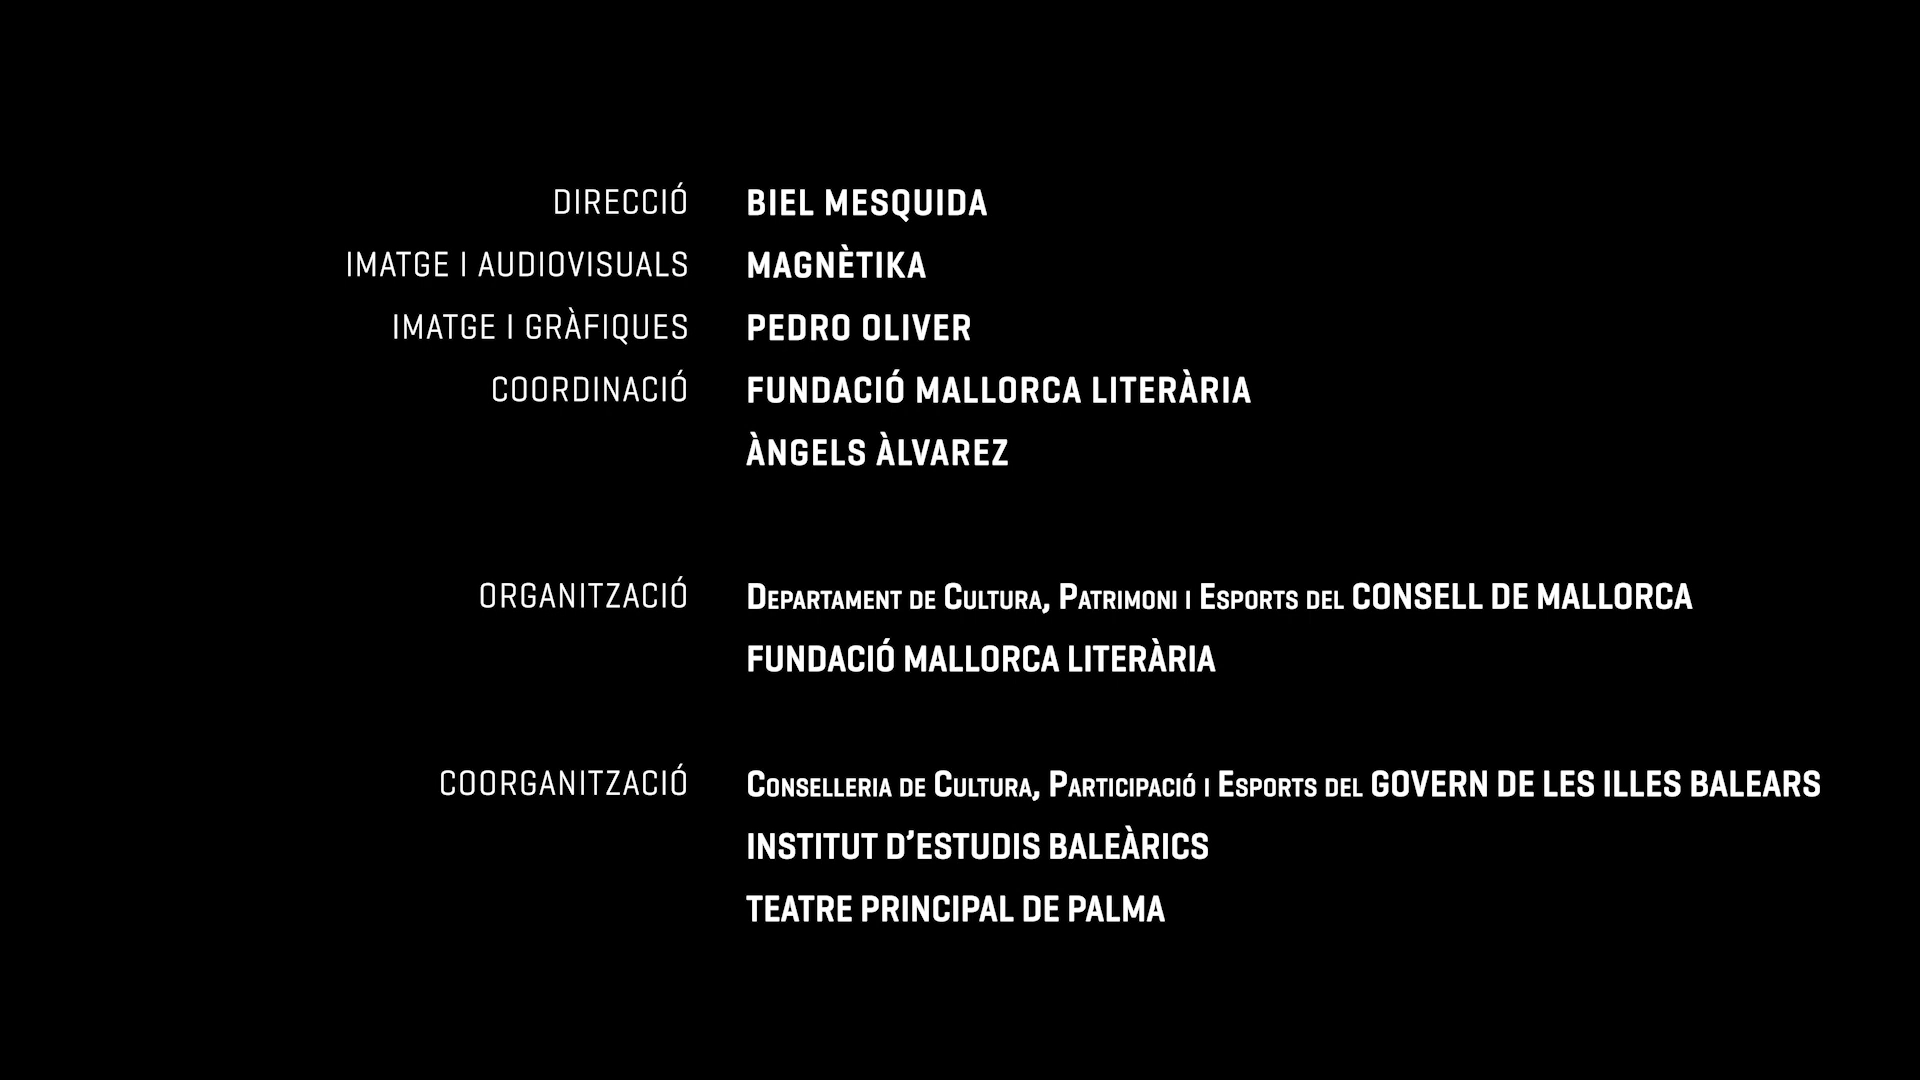 DIRECCIÓ BIEL MESQUIDA
IMATGE I AUDIOVISUALS MAGNÈTIKA
IMATGE I GRÀFIQUES PEDRO OLIVER
COORDINACIÓ FUNDACIÓ MALLORCA LITERÀRIA
ÀNGELS ÀLVAREZ
ORGANITZACIÓ Departament de Cultura, Patrimoni i Esports del CONSELL DE MALLORCA
FUNDACIÓ MALLORCA LITERÀRIA
COORGANITZACIÓ Conselleria de Cultura, Participació i Esports del GOVERN DE LES ILLES BALEARS
INSTITUT D’ESTUDIS BALEÀRICS
TEATRE PRINCIPAL DE PALMA